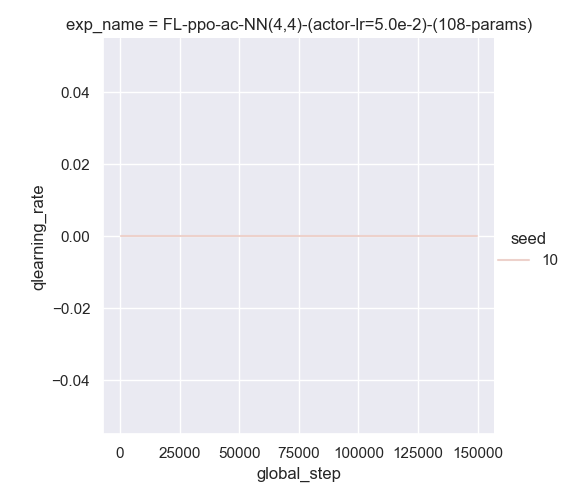 exp_name = FL-ppo-ac-NN(4,4)-(actor-lr=5.0e-2)-(108-params)
0.04
0.02
0.00
−0.02
−0.04
qlearning_rate
seed
10
0 25000 50000 75000 100000 125000 150000
global_step